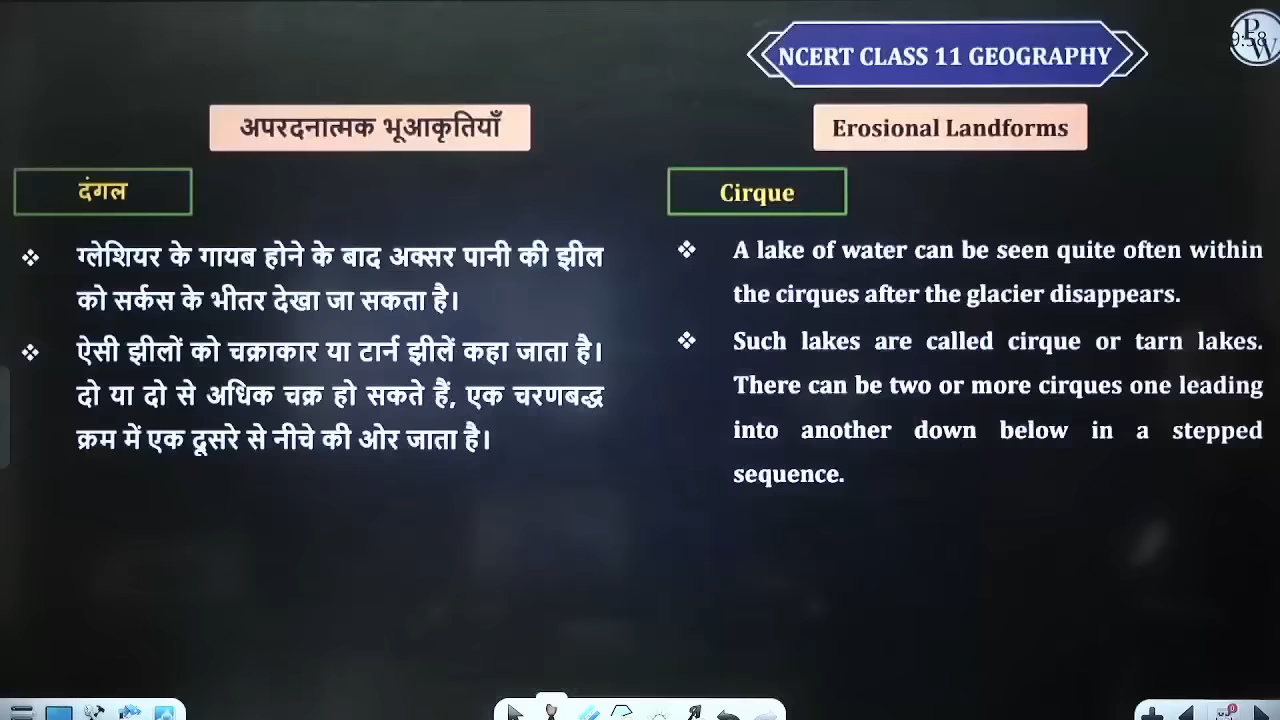 NCERT CLASS 11 GEOGRAPHY
PW
9:58
अपरदनात्मक भूआकृतियाँ
दंगल
❖ ग्लेशियर के गायब होने के बाद अक्सर पानी की झील
को सर्कस के भीतर देखा जा सकता है।
❖ ऐसी झीलों को चक्राकार या टार्न झीलें कहा जाता है।
दो या दो से अधिक चक्र हो सकते हैं, एक चरणबद्ध
क्रम में एक दूसरे से नीचे की ओर जाता है।
Erosional Landforms
Cirque
❖ A lake of water can be seen quite often within
the cirques after the glacier disappears.
❖ Such lakes are called cirque or tarn lakes.
There can be two or more cirques one leading
into another down below in a stepped
sequence.